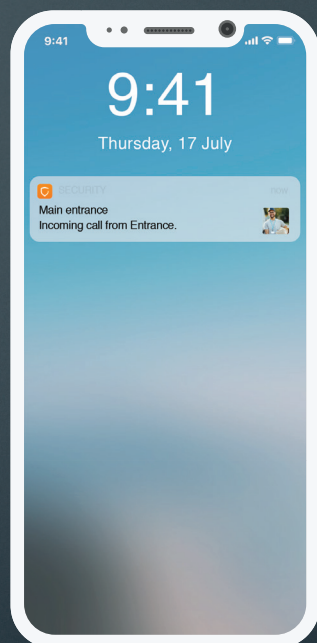 9:41
9:41
Thursday, 17 July
SECURITY now
Main entrance
Incoming call from Entrance.